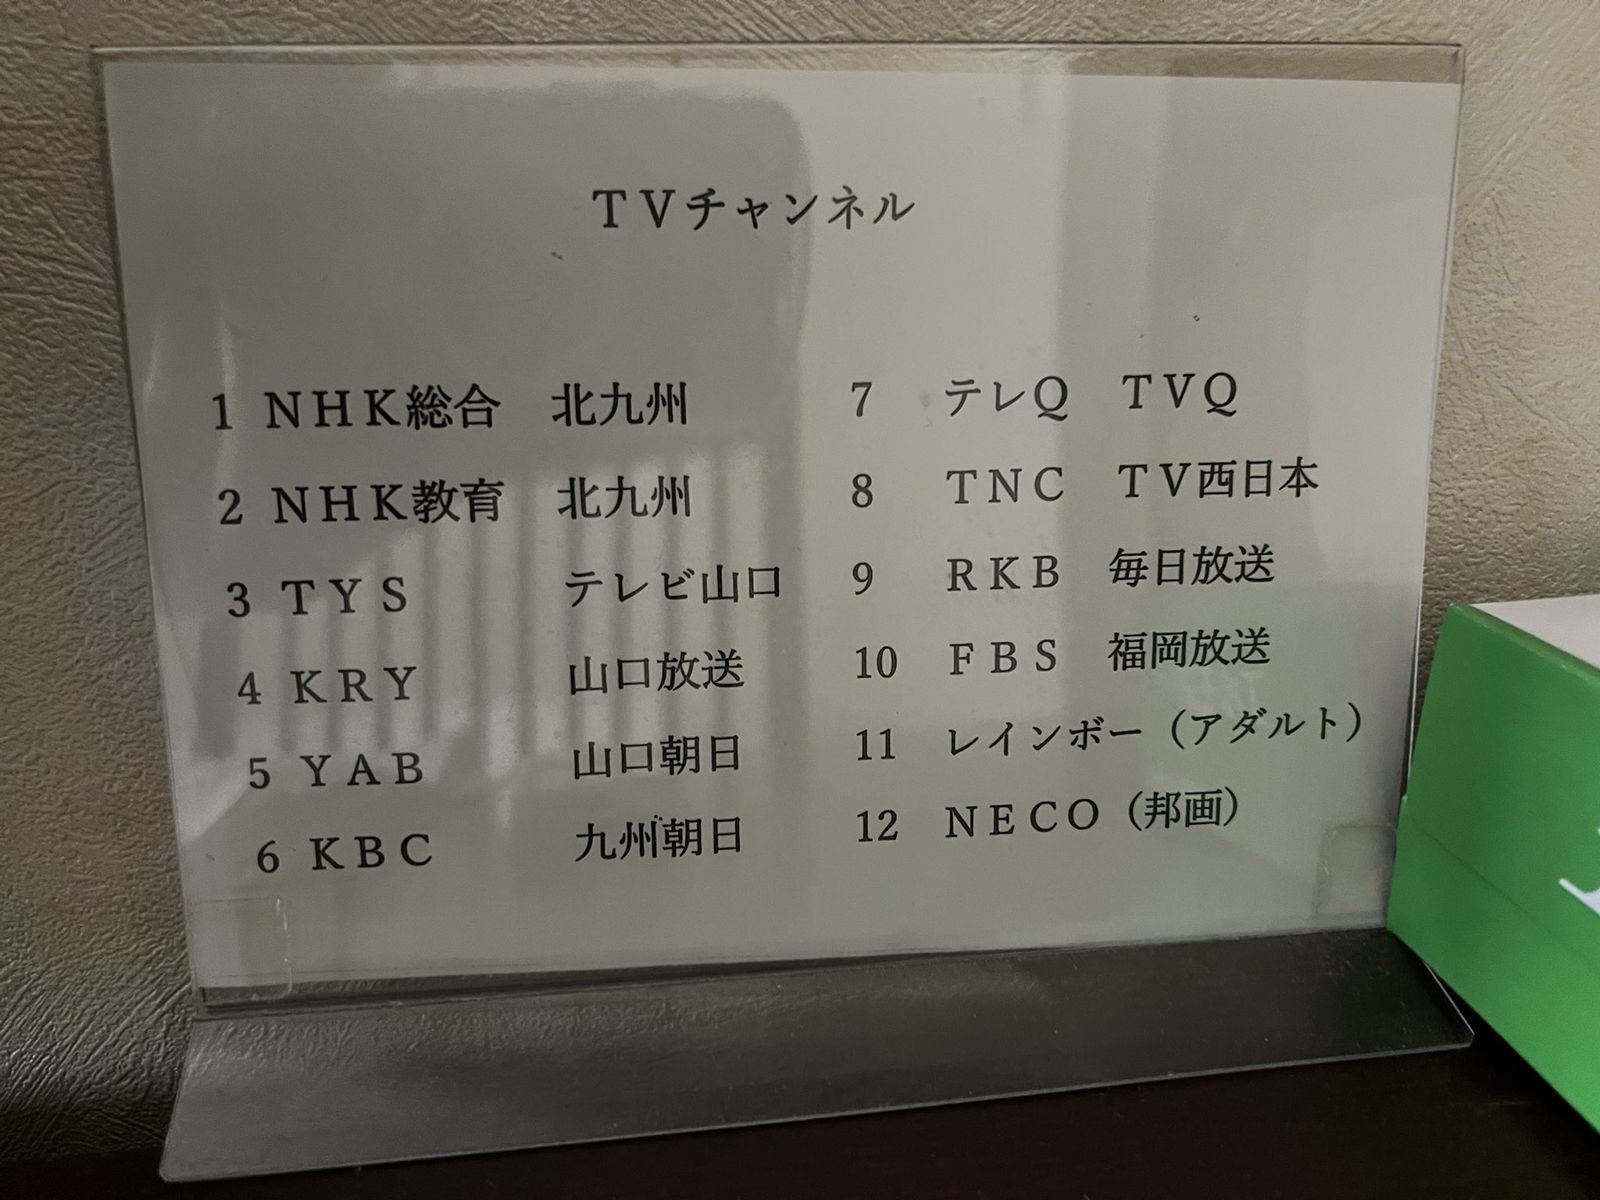 TVチャンネル
1 NHK総合 北九州
2 NHK教育 北九州
3 TYS テレビ山口
4 KRY 山口放送
5 YAB 山口朝日
6 KBC 九州朝日
7 テレQ TVQ
8 TNC TV西日本
9 RKB 毎日放送
10 FBS 福岡放送
11 レインボー（アダルト）
12 NECO（邦画）